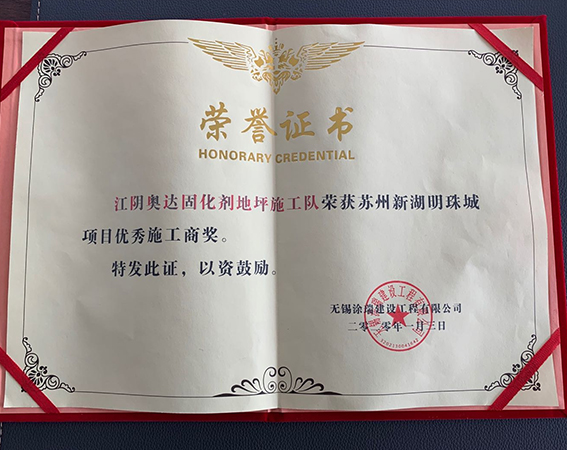 荣誉证书
HONORARY CREDENTIAL
江阴奥达固化剂地坪施工队荣获苏州新湖明珠城
项目优秀施工商奖。
特发此证，以资鼓励。
无锡涂瑞建设工程有限公司
二零二零年一月三日